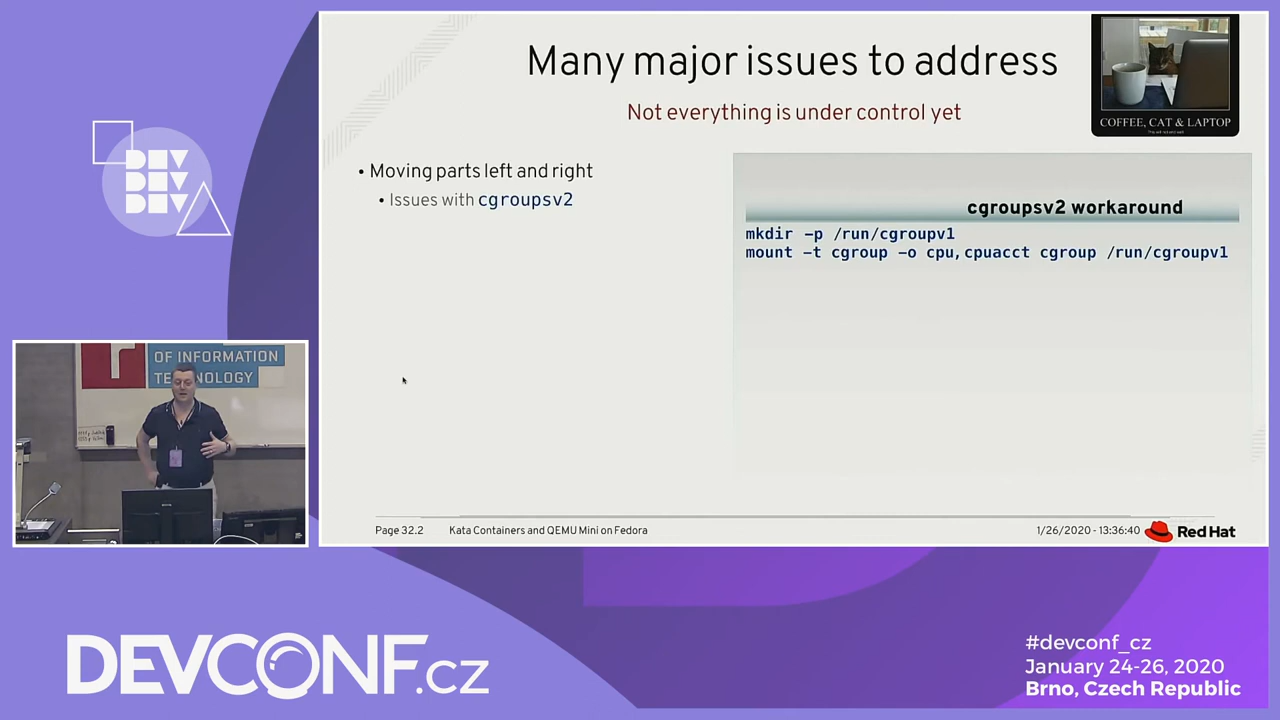 Many major issues to address
Not everything is under control yet
COFFEE, CAT & LAPTOP
• Moving parts left and right
• Issues with cgroupsv2
cgroupsv2 workaround
mkdir -p /run/cgroupv1
mount -t cgroup -o cpu,cpuacct cgroup /run/cgroupv1
DEV
DEV
DEV
OF INFORMATION
TECHNOLOGY
Page 32.2
Kata Containers and QEMU Mini on Fedora
1/26/2020 - 13:36:40
Red Hat
DEVCONF.cz
#devconf_cz
January 24-26, 2020
Brno, Czech Republic